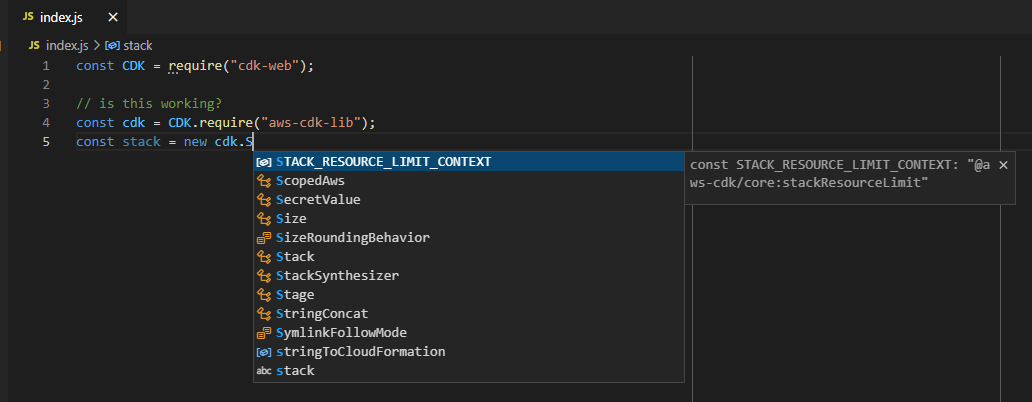 JS index.js ×
JS index.js > stack
1 const CDK = require("cdk-web");
2
3 // is this working?
4 const cdk = CDK.require("aws-cdk-lib");
5 const stack = new cdk.S
STACK_RESOURCE_LIMIT_CONTEXT
const STACK_RESOURCE_LIMIT_CONTEXT: "@a ×
ws-cdk/core:stackResourceLimit"
ScopedAws
SecretValue
Size
SizeRoundingBehavior
Stack
StackSynthesizer
Stage
StringConcat
SymlinkFollowMode
stringToCloudFormation
abc stack